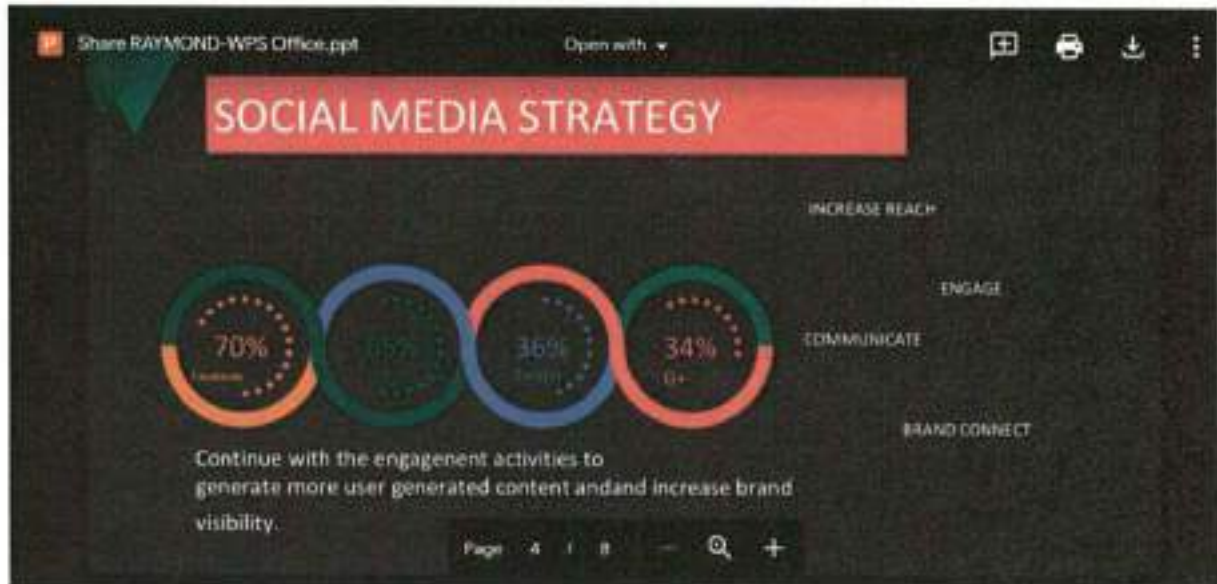 Share RAYMOND-WPS Office.ppt
Open with
SOCIAL MEDIA STRATEGY
INCREASE REACH
ENGAGE
70%
36%
34%
G+
COMMUNICATE
BRAND CONNECT
Continue with the engagenent activities to
generate more user generated content andand increase brand
visibility.
Page 4 / 8